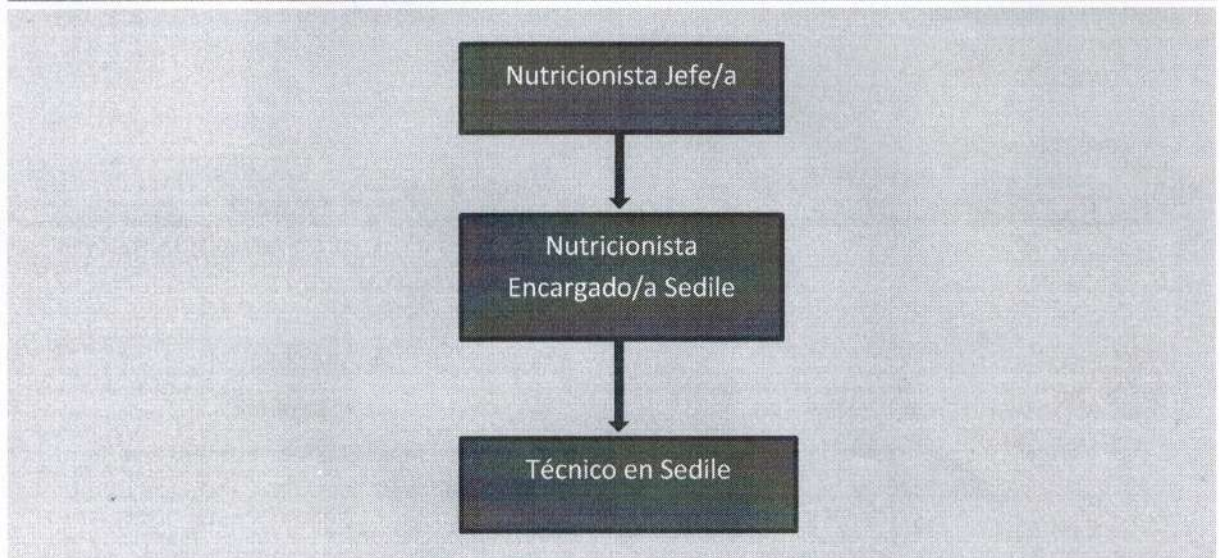 Nutricionista Jefe/a
Nutricionista
Encargado/a Sedile
Técnico en Sedile